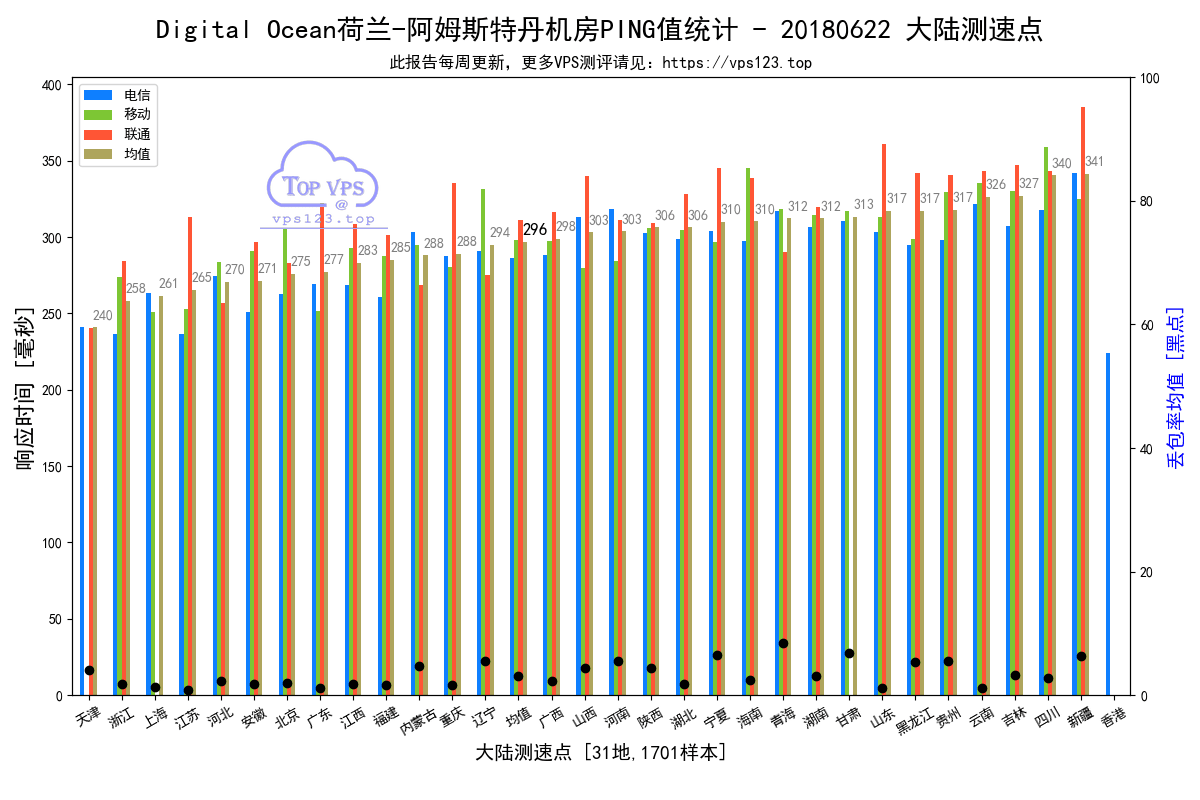 Digital Ocean荷兰-阿姆斯特丹机房PING值统计 - 20180622 大陆测速点
此报告每周更新，更多VPS测评请见：https://vps123.top
400
350
300
250
200
150
100
50
0
响应时间 [毫秒]
电信
移动
联通
均值
TOP VPS
@
vps123.top
240
258
261
265
270
271
275
277
283
285
288
288
294
296
298
303
303
306
306
310
310
312
312
313
317
317
317
326
327
340
341
100
80
60
40
20
0
丢包率均值 [黑点]
天津
浙江
上海
江苏
河北
安徽
北京
广东
江西
福建
内蒙古
重庆
辽宁
均值
广西
山西
河南
陕西
湖北
宁夏
海南
青海
湖南
甘肃
山东
黑龙江
贵州
云南
吉林
四川
新疆
香港
大陆测速点 [31地,1701样本]